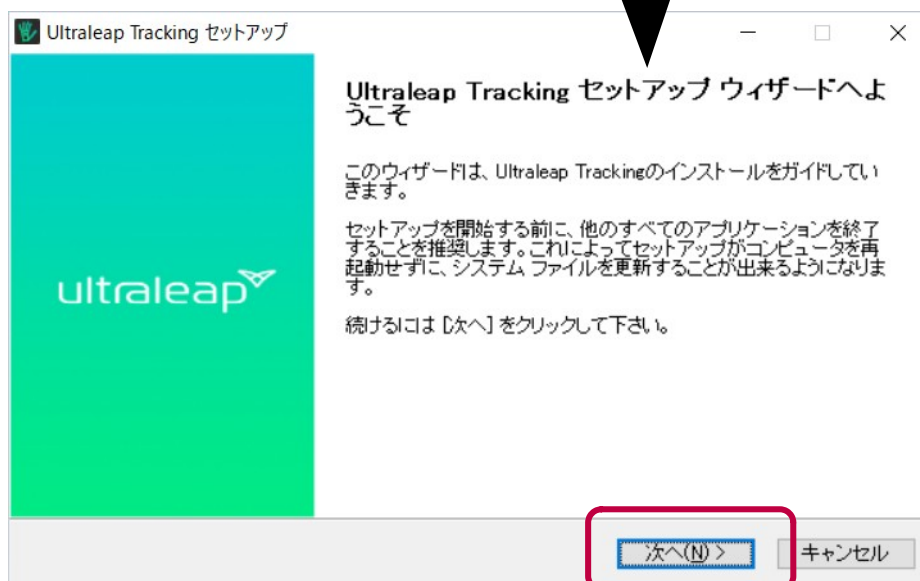 Ultraleap Tracking セットアップ
Ultraleap Tracking セットアップ ウィザードへよ
うこそ
このウィザードは、Ultraleap Trackingのインストールをガイドしてい
きます。
セットアップを開始する前に、他のすべてのアプリケーションを終了
することを推奨します。これによってセットアップがコンピュータを再
起動せずに、システム ファイルを更新することが出来るようになりま
す。
続けるには [次へ] をクリックして下さい。
ultraleap
次へ(N) >
キャンセル